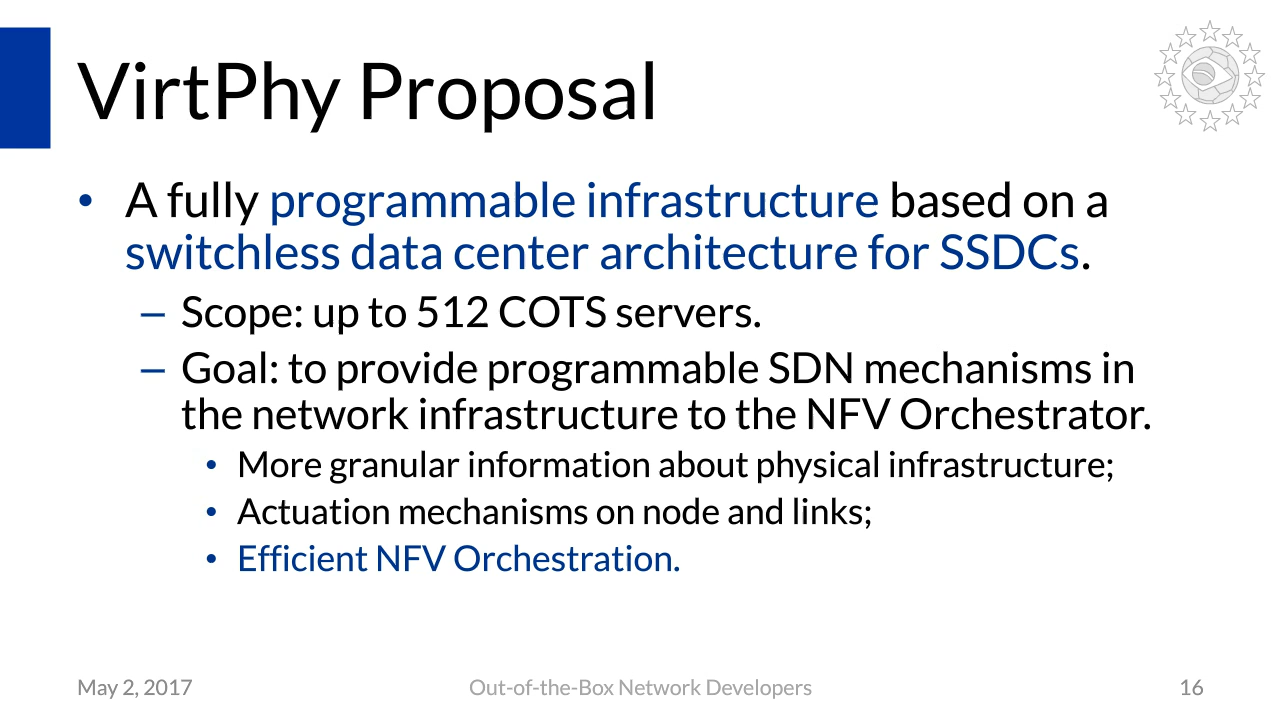 VirtPhy Proposal
• A fully programmable infrastructure based on a
switchless data center architecture for SSDCs.
– Scope: up to 512 COTS servers.
– Goal: to provide programmable SDN mechanisms in
the network infrastructure to the NFV Orchestrator.
• More granular information about physical infrastructure;
• Actuation mechanisms on node and links;
• Efficient NFV Orchestration.
May 2, 2017
Out-of-the-Box Network Developers
16